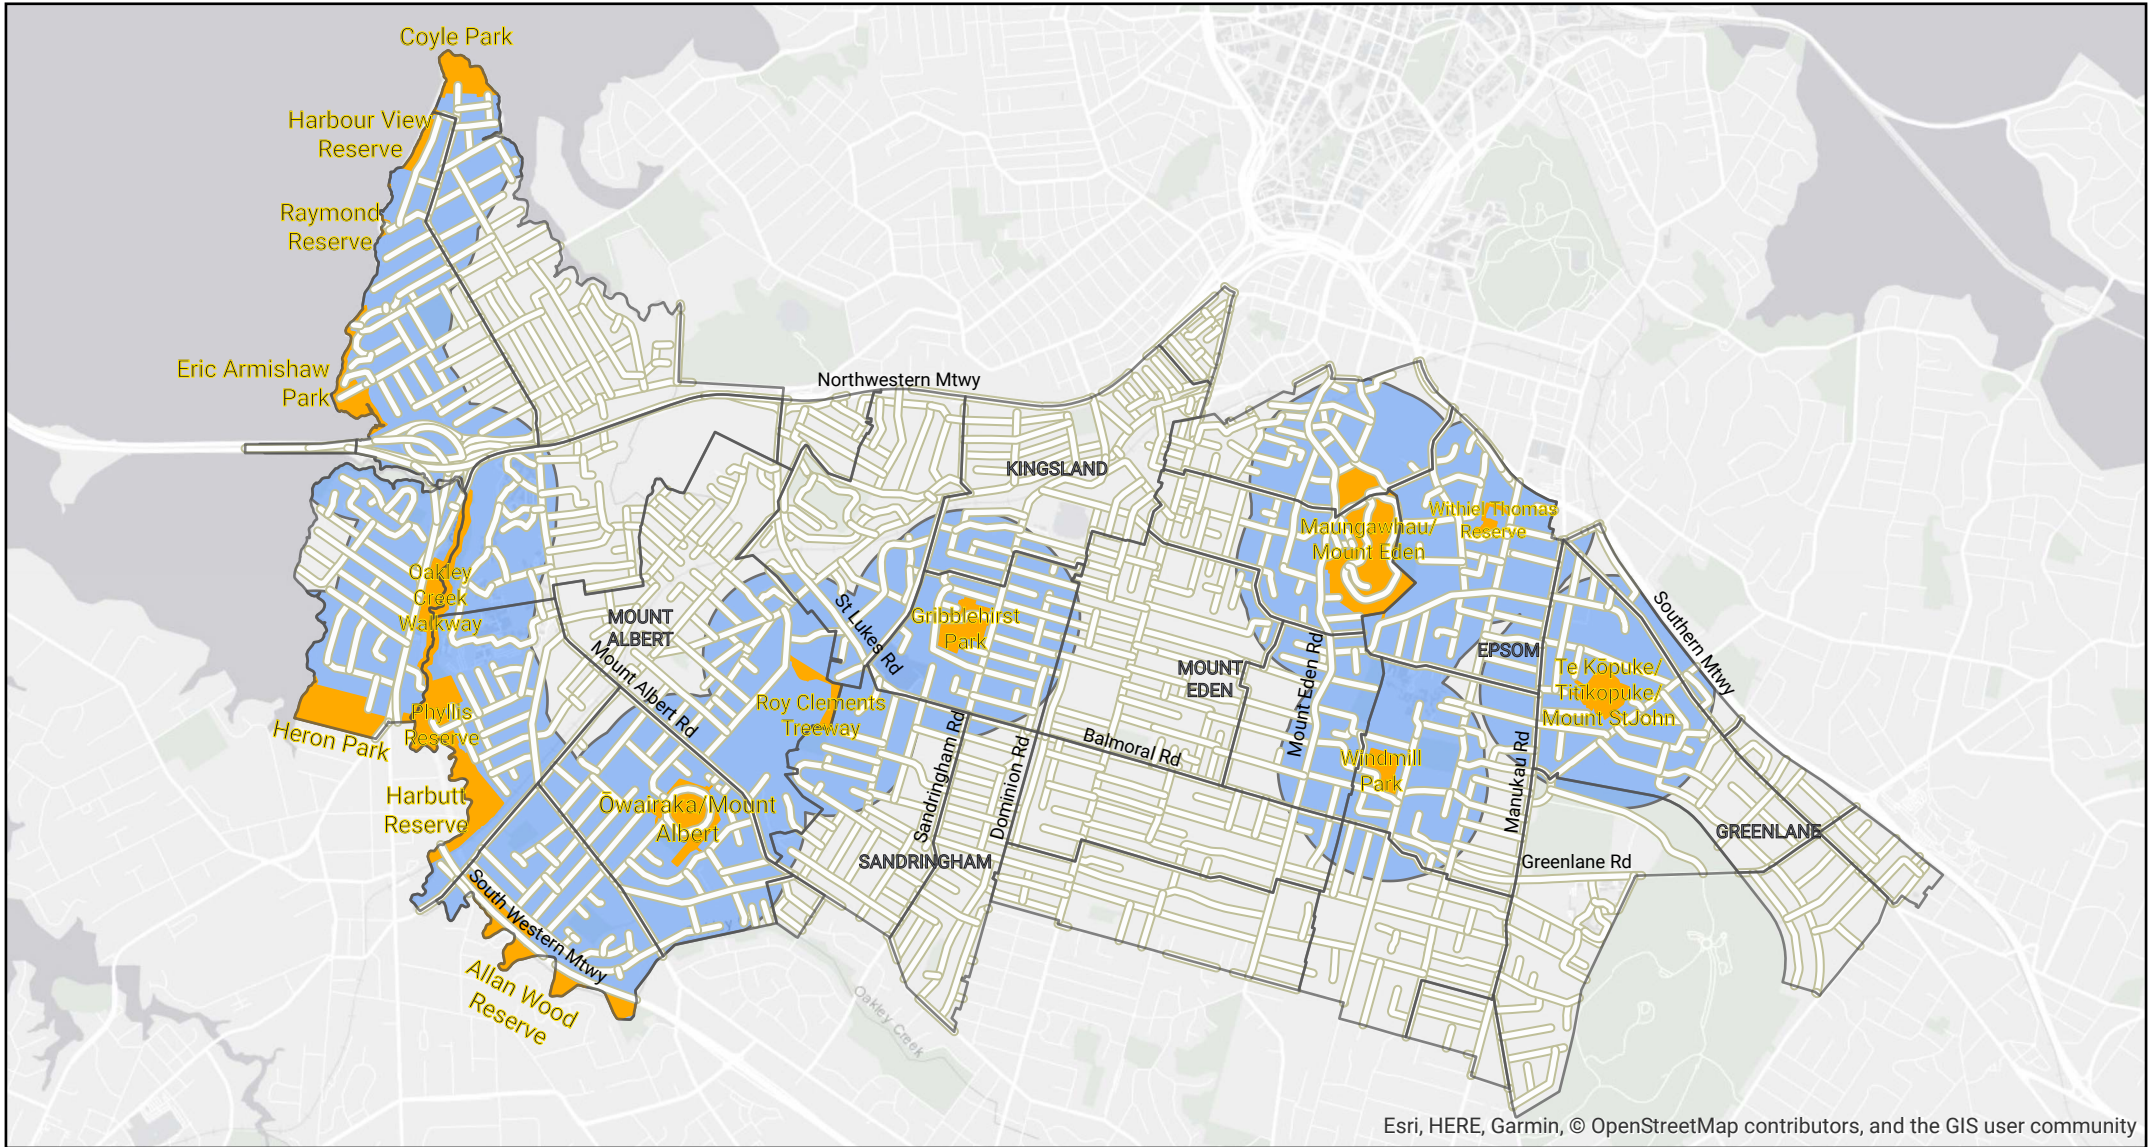 Coyle Park
Harbour View
Reserve
Raymond
Reserve
Eric Armishaw
Park
Northwestern Mtwy
KINGSLAND
Withiel Thomas
Reserve
Maungawhau/
Mount Eden
Oakley
Creek
Walkway
MOUNT
ALBERT
St Lukes Rd
Gribblehirst
Park
Southern Mtwy
EPSOM
Mount Albert Rd
MOUNT
EDEN
Mount Eden Rd
Te Kōpuke/
Titikopuke/
Mount StJohn
Roy Clements
Treeway
Phyllis
Reserve
Heron Park
Sandringham Rd
Dominion Rd
Balmoral Rd
Windmill
Park
Manukau Rd
Harbutt
Reserve
Ōwairaka/Mount
Albert
SANDRINGHAM
GREENLANE
Greenlane Rd
South Western Mtwy
Allan Wood
Reserve
Oakley Creek
Esri, HERE, Garmin, © OpenStreetMap contributors, and the GIS user community